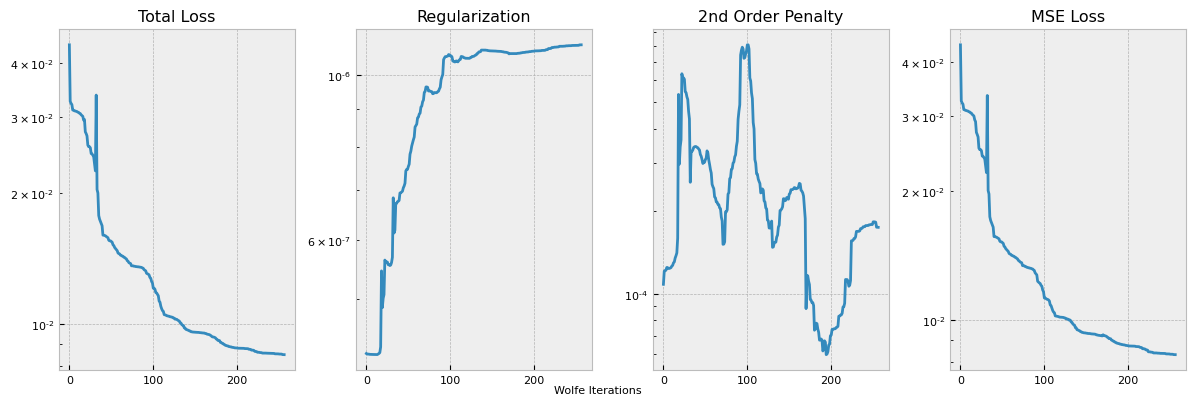 Total Loss
4 × 10⁻²
3 × 10⁻²
2 × 10⁻²
10⁻²
0 100 200
Regularization
10⁻⁶
6 × 10⁻⁷
0 100 200
2nd Order Penalty
10⁻⁴
0 100 200
MSE Loss
4 × 10⁻²
3 × 10⁻²
2 × 10⁻²
10⁻²
0 100 200
Wolfe Iterations